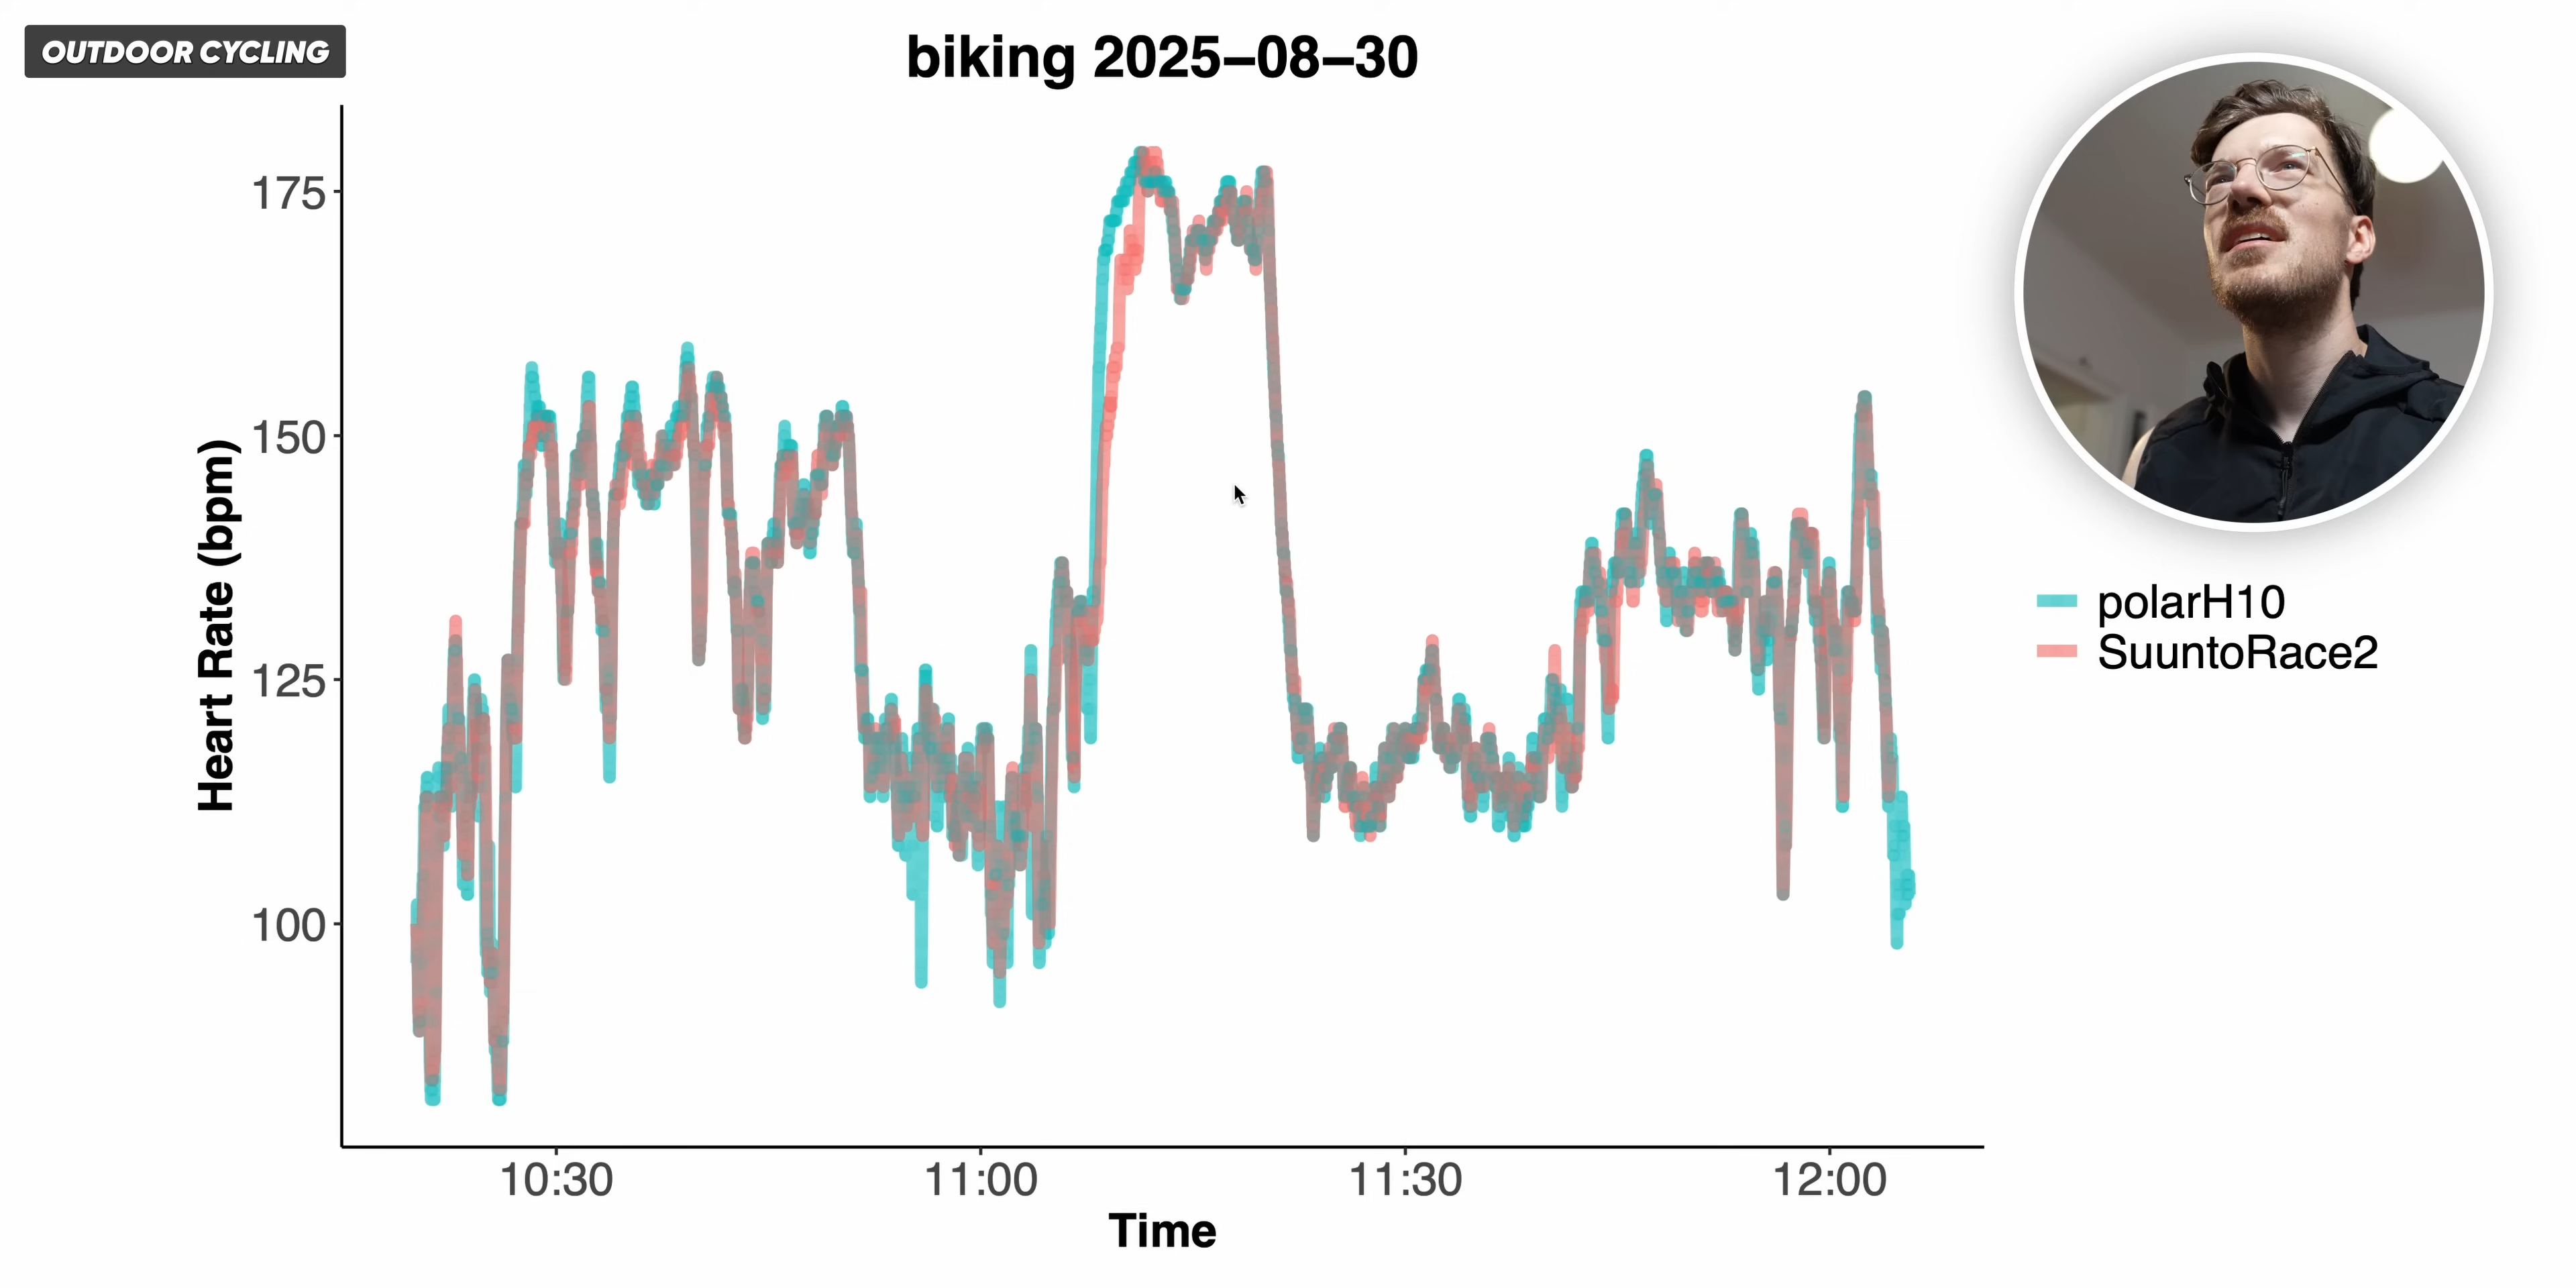 OUTDOOR CYCLING
biking 2025–08–30
175
150
125
100
Heart Rate (bpm)
10:30
11:00
11:30
12:00
Time
polarH10
SuuntoRace2